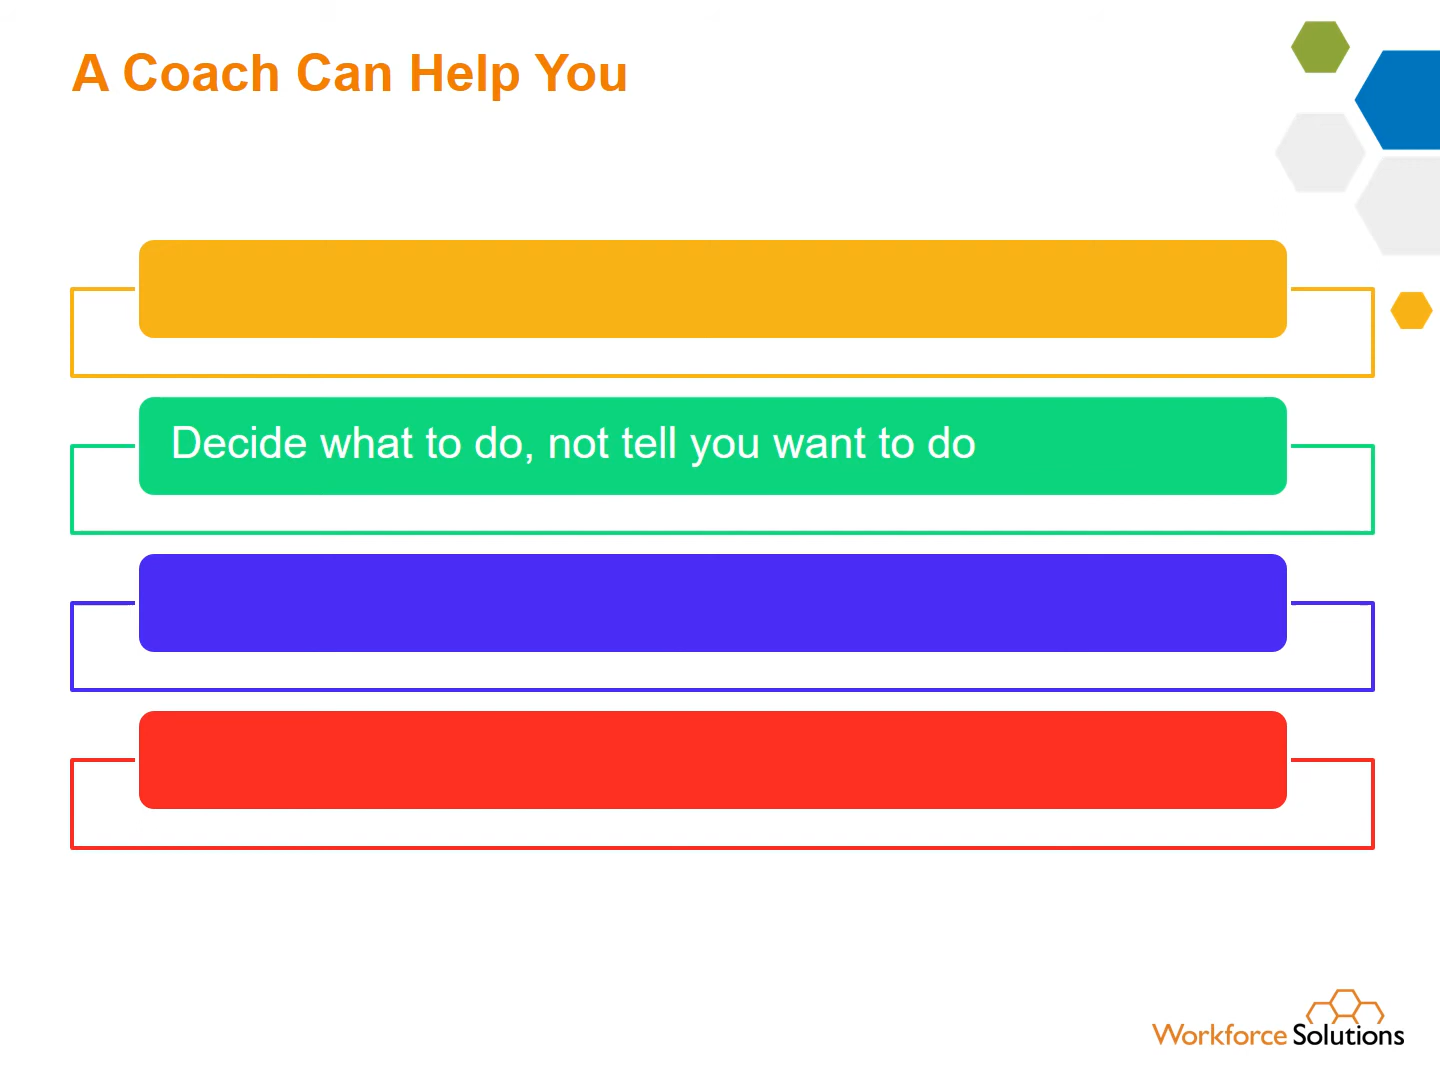 A Coach Can Help You
Decide what to do, not tell you want to do
Workforce Solutions